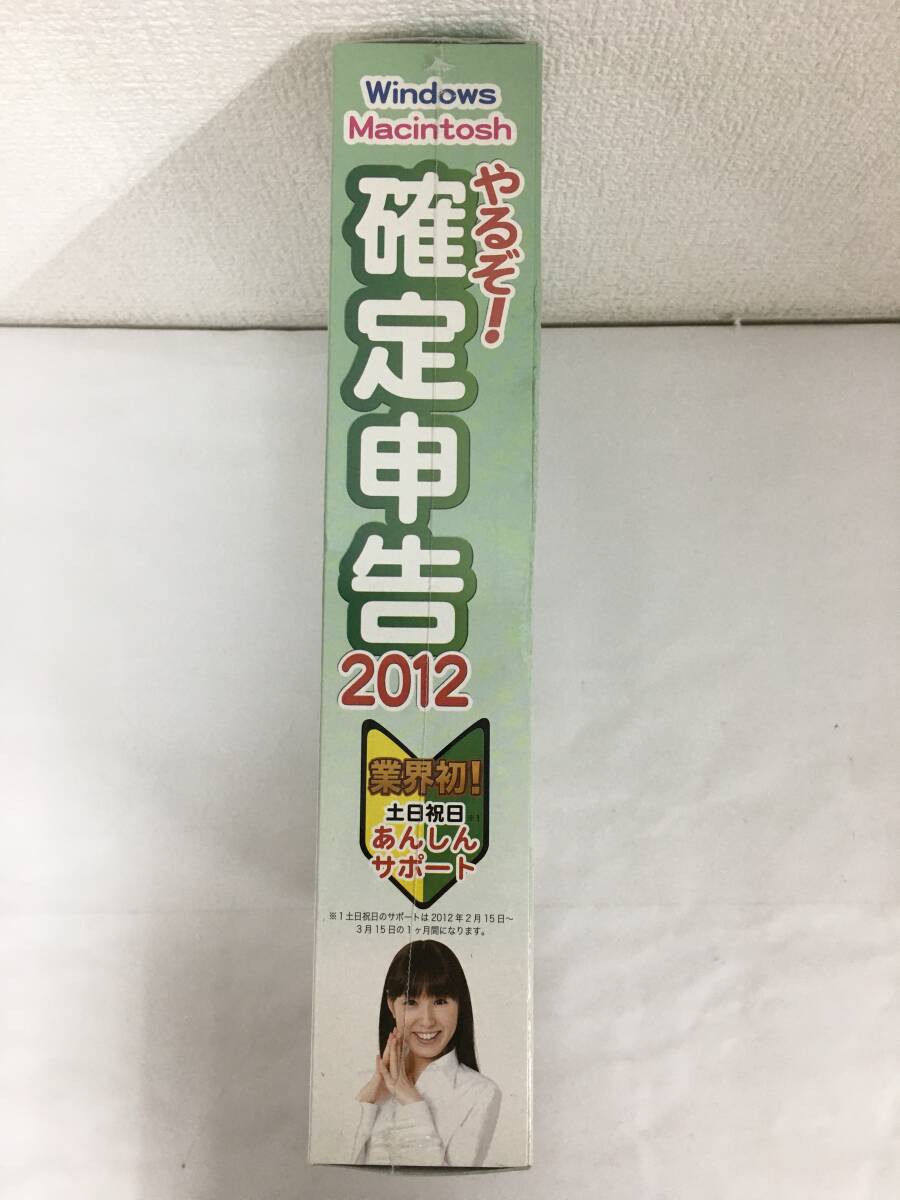 Windows
Macintosh
やるぞ!
確定申告
2012
業界初!
土日祝日※1
あんしん
サポート
※1土日祝日のサポートは2012年2月15日〜
3月15日の1ヶ月間になります。